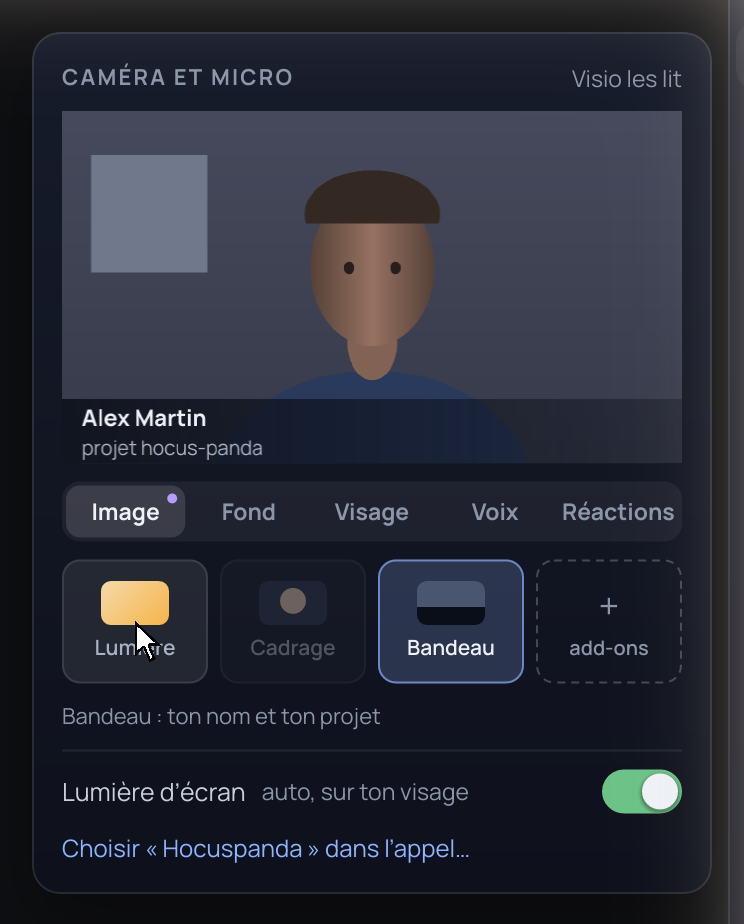 CAMÉRA ET MICRO
Visio les lit
Alex Martin
projet hocus-panda
Image
Fond
Visage
Voix
Réactions
Lumière
Cadrage
Bandeau
+
add-ons
Bandeau : ton nom et ton projet
Lumière d’écran
auto, sur ton visage
Choisir « Hocuspanda » dans l’appel…